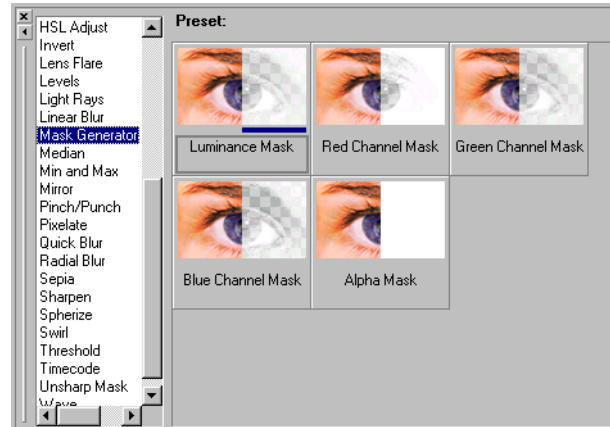 HSL Adjust
Invert
Lens Flare
Levels
Light Rays
Linear Blur
Mask Generator
Median
Min and Max
Mirror
Pinch/Punch
Pixelate
Quick Blur
Radial Blur
Sepia
Sharpen
Spherize
Swirl
Threshold
Timecode
Unsharp Mask
Wave
Preset:
Luminance Mask
Red Channel Mask
Green Channel Mask
Blue Channel Mask
Alpha Mask